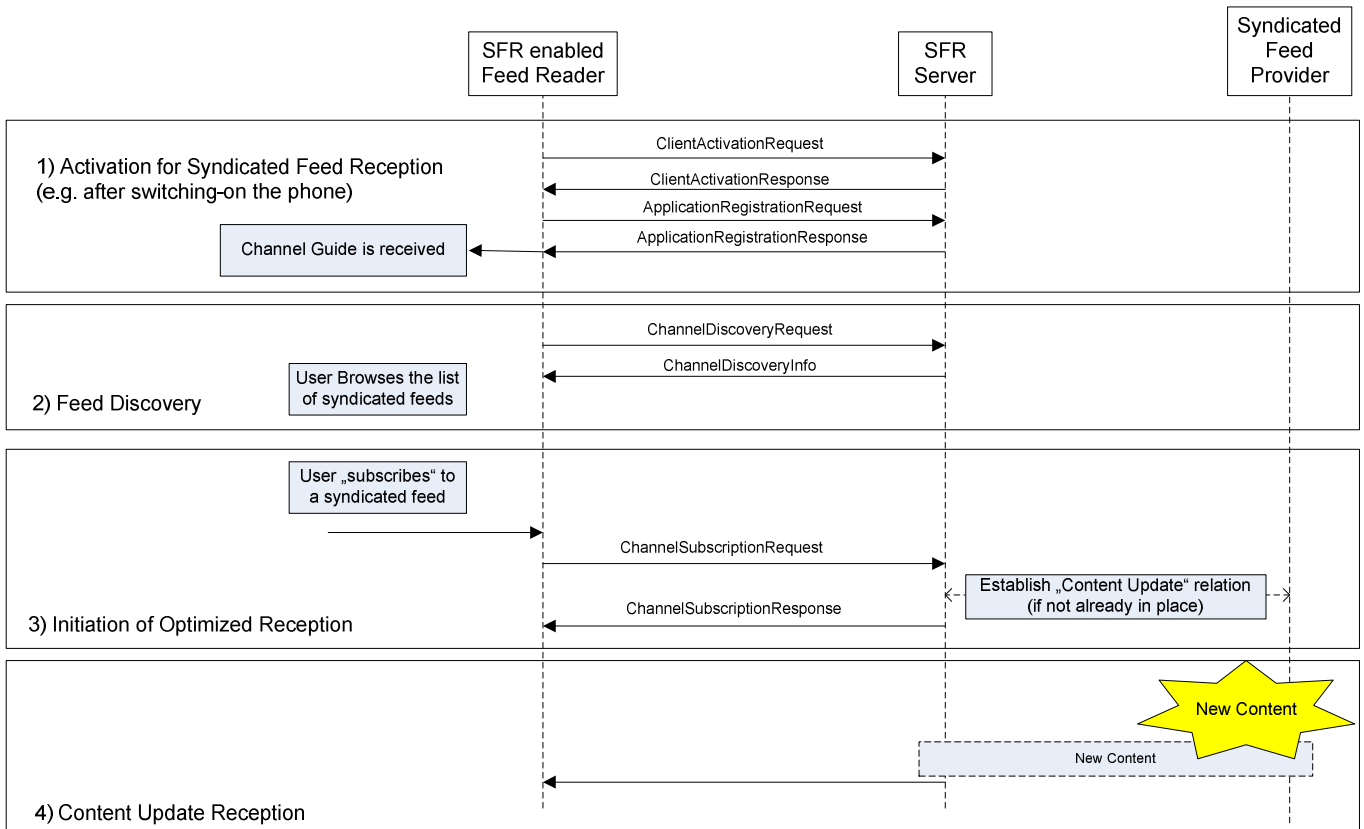 SFR enabled
Feed Reader
SFR
Server
Syndicated
Feed
Provider
1) Activation for Syndicated Feed Reception
(e.g. after switching-on the phone)
ClientActivationRequest
ClientActivationResponse
ApplicationRegistrationRequest
ApplicationRegistrationResponse
Channel Guide is received
ChannelDiscoveryRequest
ChannelDiscoveryInfo
User Browses the list
of syndicated feeds
2) Feed Discovery
User „subscribes“ to
a syndicated feed
ChannelSubscriptionRequest
Establish „Content Update“ relation
(if not already in place)
ChannelSubscriptionResponse
3) Initiation of Optimized Reception
New Content
New Content
4) Content Update Reception